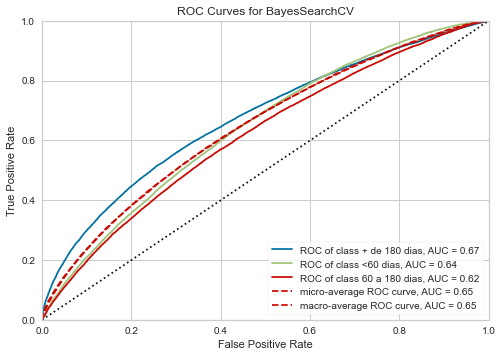 ROC Curves for BayesSearchCV
True Positive Rate
1.0
0.8
0.6
0.4
0.2
0.0
ROC of class + de 180 dias, AUC = 0.67
ROC of class <60 dias, AUC = 0.64
ROC of class 60 a 180 dias, AUC = 0.62
micro-average ROC curve, AUC = 0.65
macro-average ROC curve, AUC = 0.65
0.0 0.2 0.4 0.6 0.8 1.0
False Positive Rate